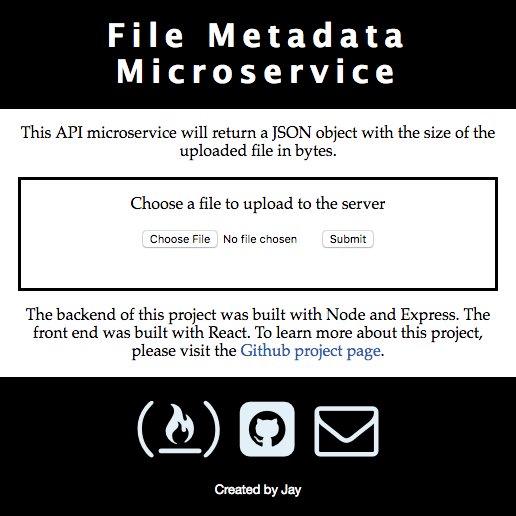 File Metadata
Microservice
This API microservice will return a JSON object with the size of the
uploaded file in bytes.
Choose a file to upload to the server
Choose File No file chosen Submit
The backend of this project was built with Node and Express. The
front end was built with React. To learn more about this project,
please visit the Github project page.
Created by Jay